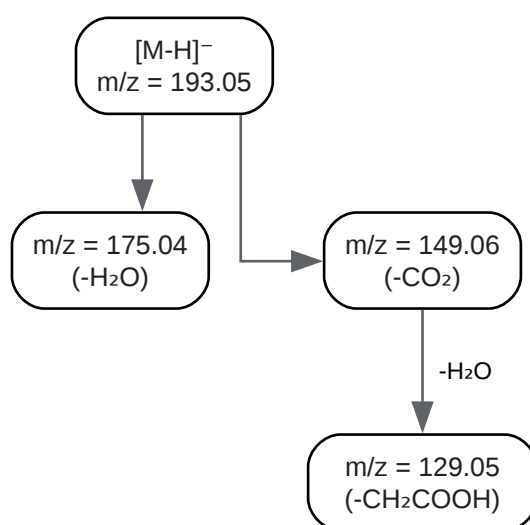 [M-H]⁻
m/z = 193.05
m/z = 175.04
(-H₂O)
m/z = 149.06
(-CO₂)
-H₂O
m/z = 129.05
(-CH₂COOH)